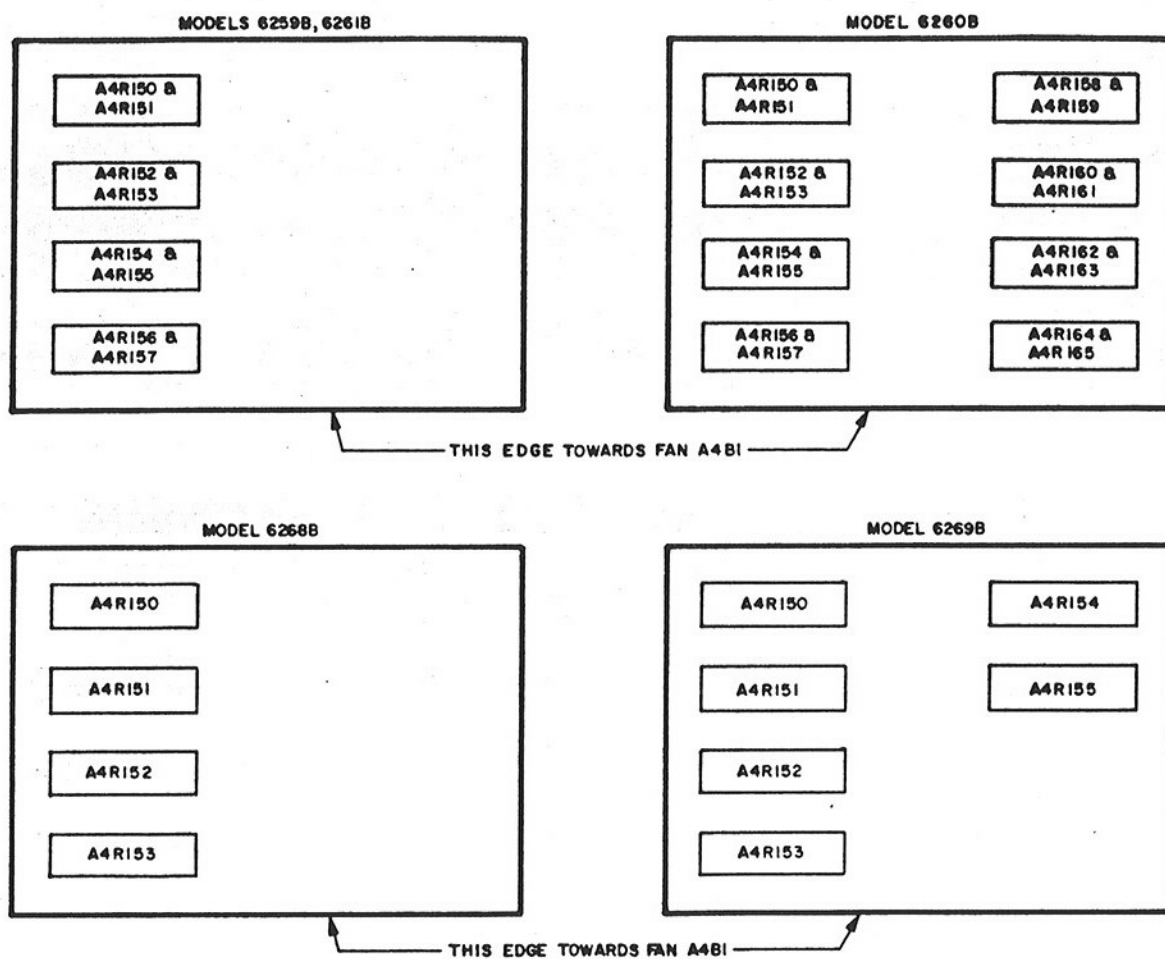 MODELS 6259B, 6261B
A4R150 &
A4R151
A4R152 &
A4R153
A4R154 &
A4R155
A4R156 &
A4R157
MODEL 6260B
A4R150 &
A4R151
A4R158 &
A4R159
A4R152 &
A4R153
A4R160 &
A4R161
A4R154 &
A4R155
A4R162 &
A4R163
A4R156 &
A4R157
A4R164 &
A4R165
THIS EDGE TOWARDS FAN A4B1
MODEL 6268B
A4R150
A4R151
A4R152
A4R153
MODEL 6269B
A4R150
A4R154
A4R151
A4R155
A4R152
A4R153
THIS EDGE TOWARDS FAN A4B1